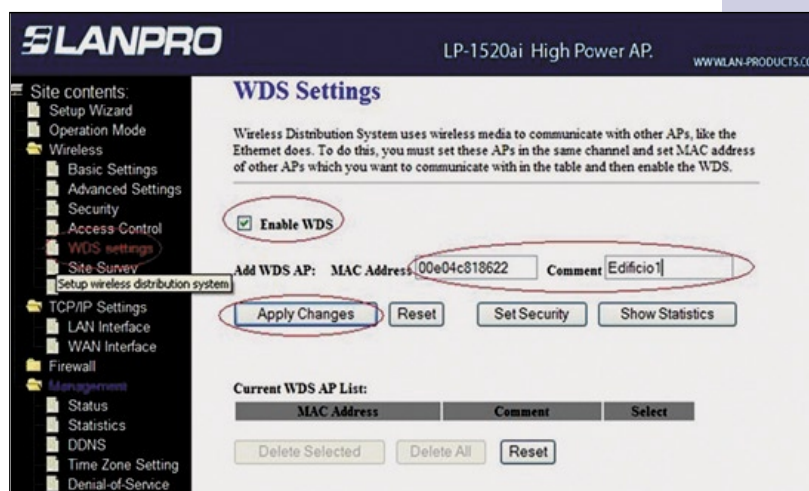 LANPRO
LP-1520ai High Power AP.
WWW.LAN-PRODUCTS.CO
Site contents:
Setup Wizard
Operation Mode
Wireless
Basic Settings
Advanced Settings
Security
Access Control
WDS settings
Site Survey
Setup wireless distribution system
TCP/IP Settings
LAN Interface
WAN Interface
Firewall
Management
Status
Statistics
DDNS
Time Zone Setting
Denial-of-Service
WDS Settings
Wireless Distribution System uses wireless media to communicate with other APs, like the
Ethernet does. To do this, you must set these APs in the same channel and set MAC address
of other APs which you want to communicate with in the table and then enable the WDS.
Enable WDS
Add WDS AP: MAC Address 00e04c818622 Comment Edificio1
Apply Changes Reset Set Security Show Statistics
Current WDS AP List:
MAC Address Comment Select
Delete Selected Delete All Reset